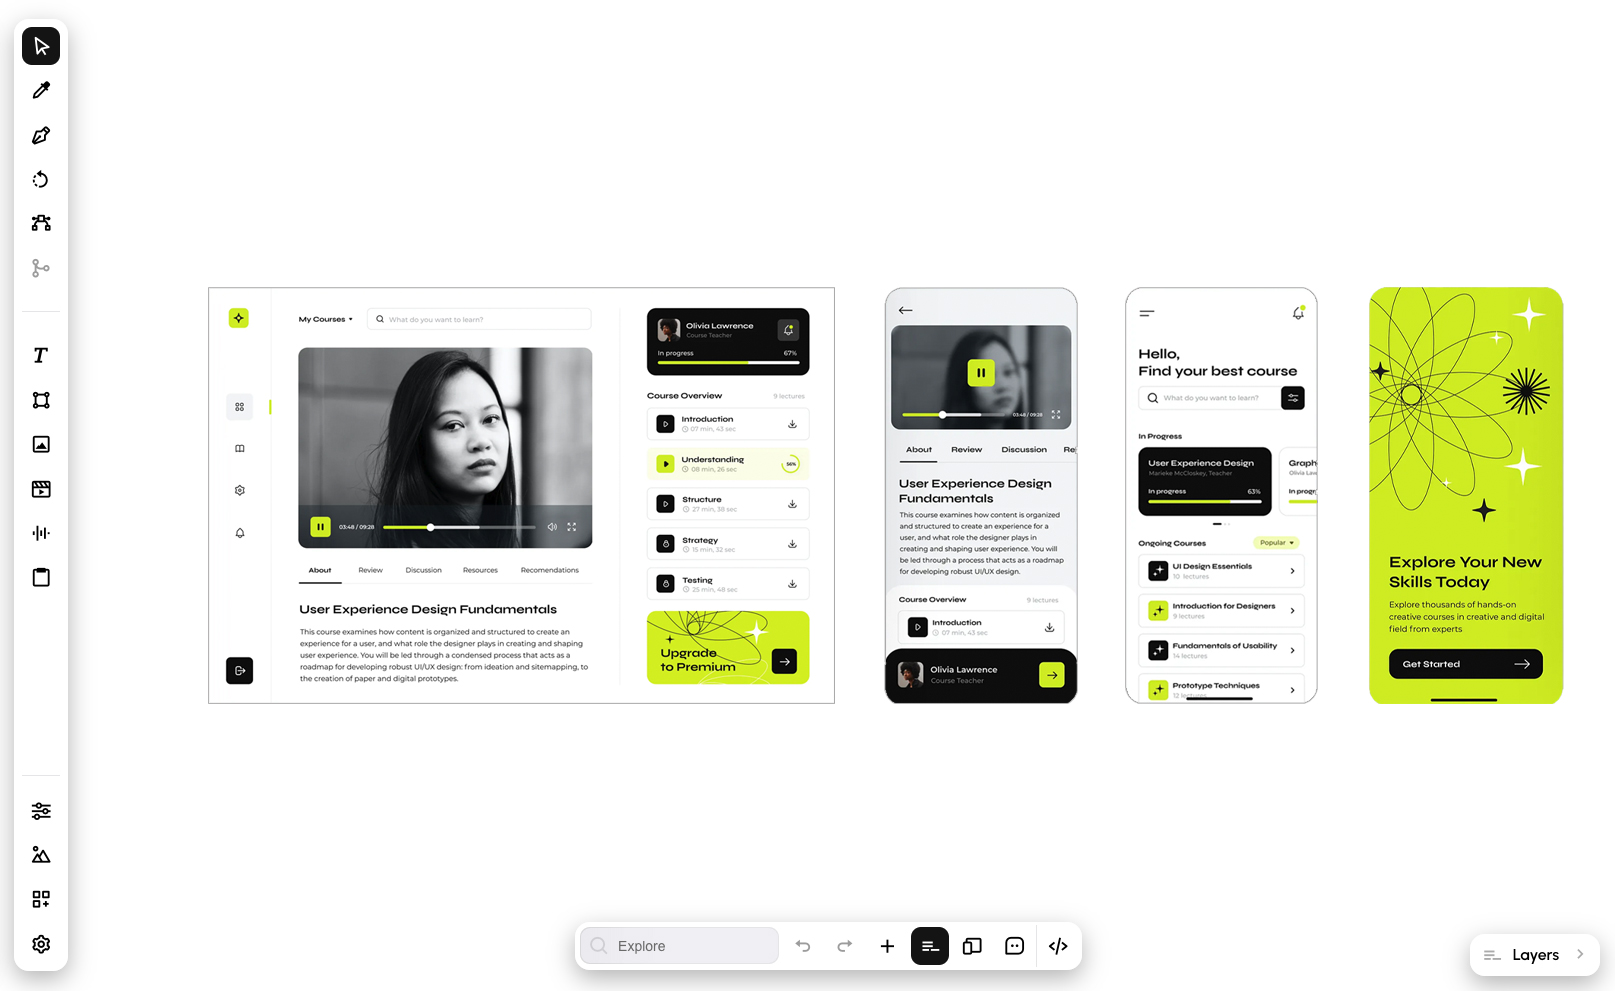 My Courses
What do you want to learn?
03:48 / 09:28
About
Review
Discussion
Resources
Recomendations
User Experience Design Fundamentals
This course examines how content is organized and structured to create an
experience for a user, and what role the designer plays in creating and shaping
user experience. You will be led through a condensed process that acts as a
roadmap for developing robust UI/UX design: from ideation and sitemapping, to
the creation of paper and digital prototypes.
Olivia Lawrence
Course Teacher
In progress
67%
Course Overview
9 lectures
Introduction
07 min, 43 sec
Understanding
08 min, 26 sec
56%
Structure
27 min, 38 sec
Strategy
15 min, 32 sec
Testing
25 min, 48 sec
Upgrade
to Premium
03:48 / 09:28
About
Review
Discussion
Re
User Experience Design
Fundamentals
This course examines how content is organized
and structured to create an experience for a
user, and what role the designer plays in
creating and shaping user experience. You will
be led through a process that acts as a roadmap
for developing robust UI/UX design.
Course Overview
9 lectures
Introduction
07 min, 43 sec
Olivia Lawrence
Course Teacher
Hello,
Find your best course
What do you want to learn?
In Progress
User Experience Design
Marieke McCloskey, Teacher
In progress
63%
Graph
Olivia Law
In progr
Ongoing Courses
Popular
UI Design Essentials
10 lectures
Introduction for Designers
9 lectures
Fundamentals of Usability
14 lectures
Prototype Techniques
12 lectures
Explore Your New
Skills Today
Explore thousands of hands-on
creative courses in creative and digital
field from experts
Get Started
Explore
Layers